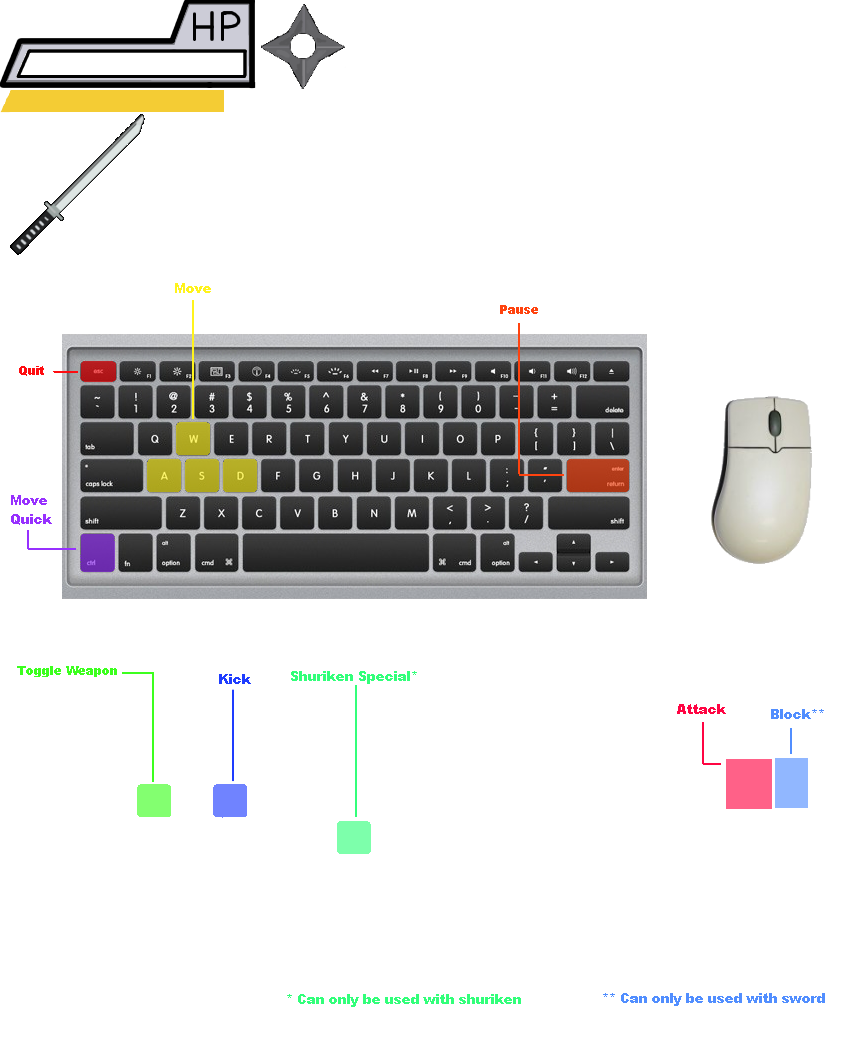 HP
Move
Pause
Quit
esc F1 F2 F3 F4 F5 F6 F7 F8 F9 F10 F11 F12
~ ! @ # $ % ^ & * ( ) _ +
` 1 2 3 4 5 6 7 8 9 0 - = delete
tab Q W E R T Y U I O P { [ } ] | \
caps lock A S D F G H J K L : ; " ' enter return
Move
Quick
shift Z X C V B N M < , > . ? / shift
ctrl fn alt option cmd ⌘ ⌘ cmd alt option
Toggle Weapon
Kick
Shuriken Special*
Attack
Block**
* Can only be used with shuriken
** Can only be used with sword